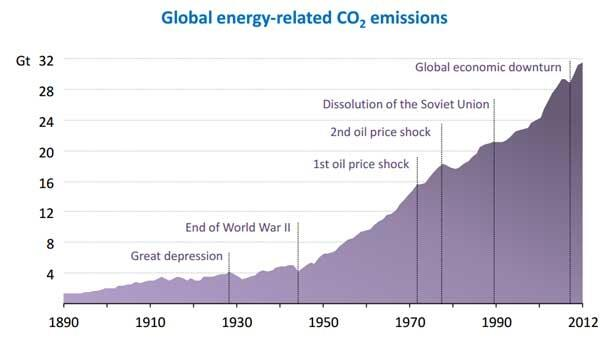 Global energy-related CO₂ emissions
Gt 32
Global economic downturn
28
Dissolution of the Soviet Union
24
2nd oil price shock
20
1st oil price shock
16
12
End of World War II
8
Great depression
4
1890 1910 1930 1950 1970 1990 2012